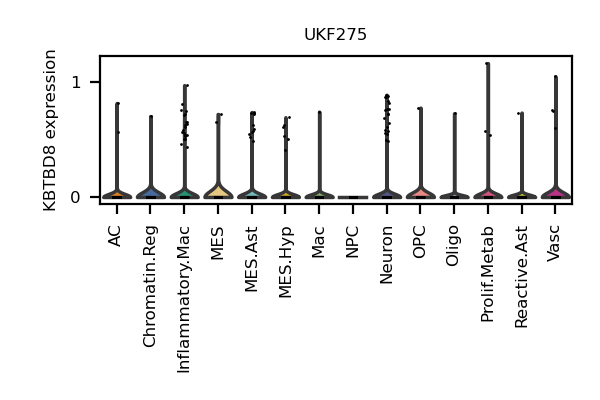 UKF275
KBTBD8 expression
1
0
AC
Chromatin.Reg
Inflammatory.Mac
MES
MES.Ast
MES.Hyp
Mac
NPC
Neuron
OPC
Oligo
Prolif.Metab
Reactive.Ast
Vasc